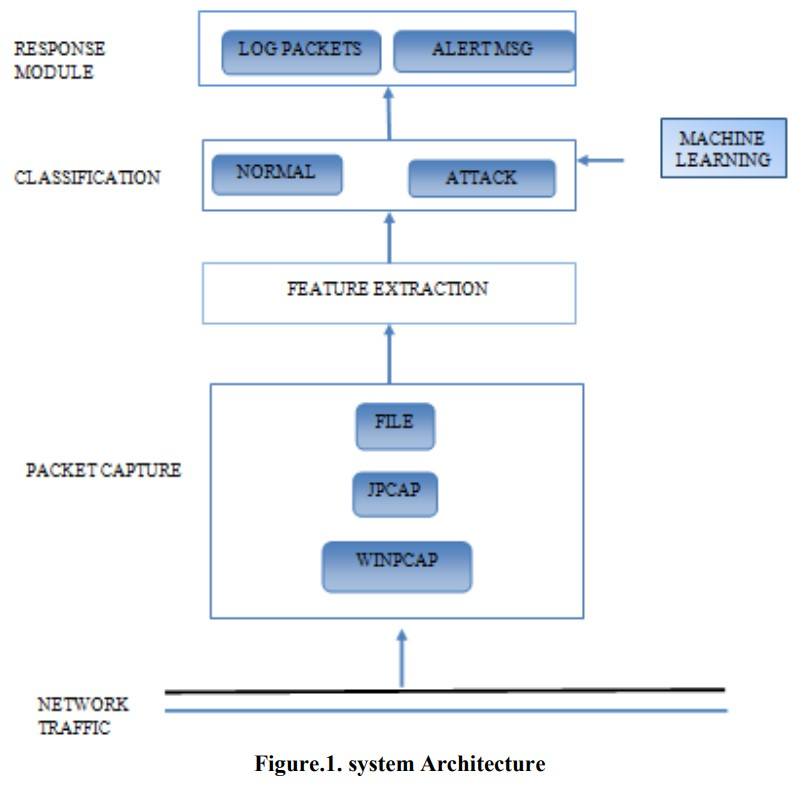 RESPONSE
MODULE
LOG PACKETS
ALERT MSG
CLASSIFICATION
NORMAL
ATTACK
MACHINE
LEARNING
FEATURE EXTRACTION
PACKET CAPTURE
FILE
JPCAP
WINPCAP
NETWORK
TRAFFIC
Figure.1. system Architecture